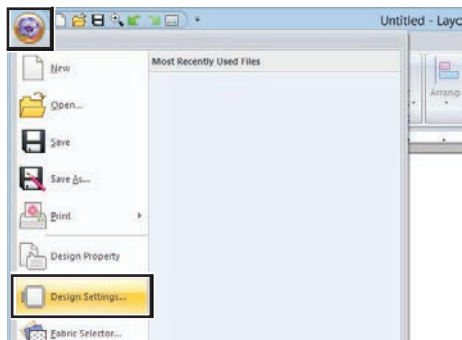 Untitled - Layo
New
Most Recently Used Files
Open...
Arrang
Save
Save As...
Print
Design Property
Design Settings...
Fabric Selector...